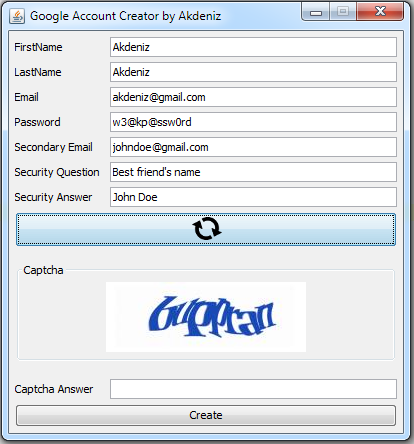 Google Account Creator by Akdeniz
FirstName Akdeniz
LastName Akdeniz
Email akdeniz@gmail.com
Password w3@kp@ssw0rd
Secondary Email johndoe@gmail.com
Security Question Best friend's name
Security Answer John Doe
Captcha
Captcha Answer
Create